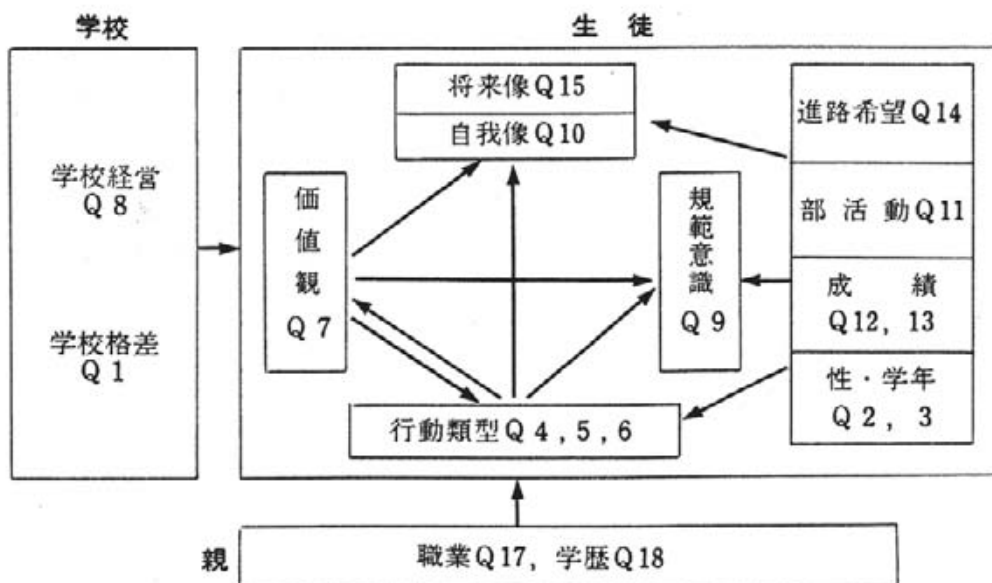 学校
生徒
学校経営
Q8
学校格差
Q1
将来像Q15
自我像Q10
価値観
Q7
規範意識
Q9
進路希望Q14
部活動Q11
成績
Q12, 13
性・学年
Q2, 3
行動類型Q4, 5, 6
親
職業Q17, 学歴Q18